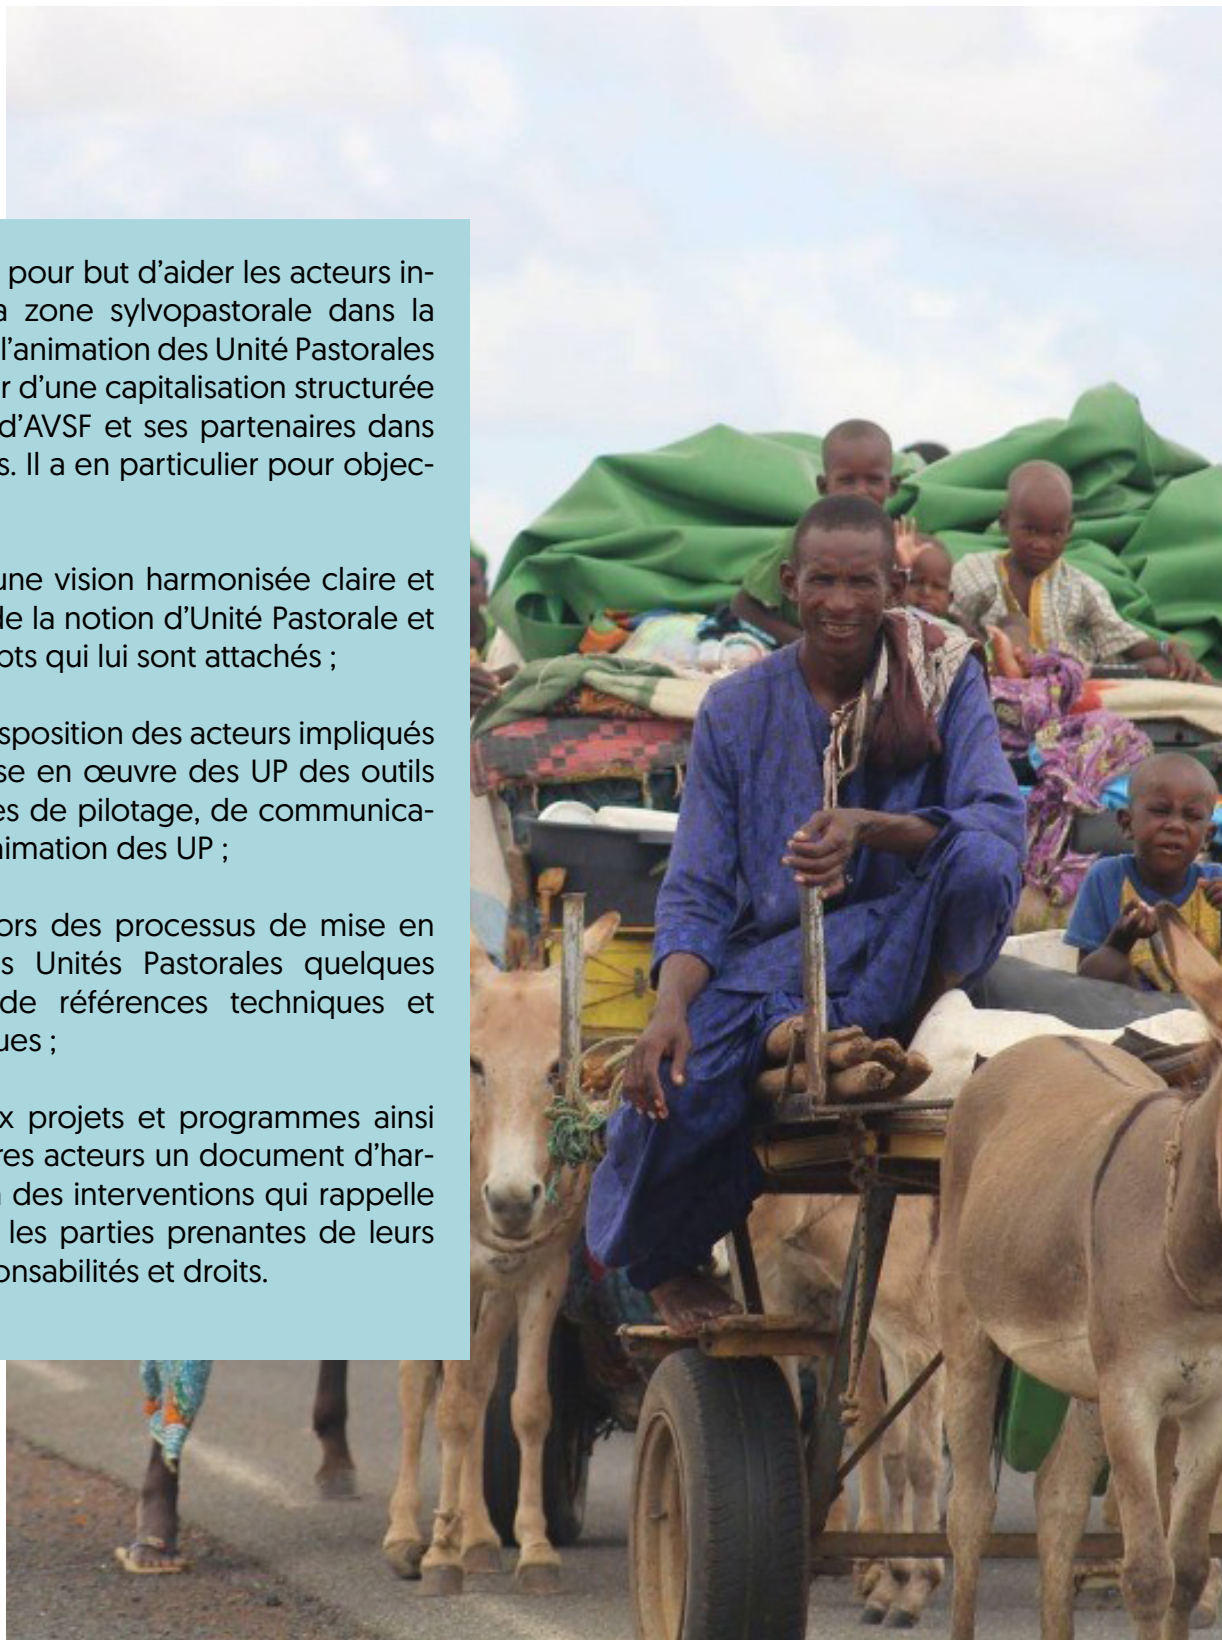 pour but d'aider les acteurs in-
zone sylvopastorale dans la
l'animation des Unité Pastorales
d'une capitalisation structurée
d'AVSF et ses partenaires dans
s. Il a en particulier pour objec-
une vision harmonisée claire et
de la notion d'Unité Pastorale et
pts qui lui sont attachés ;
sposition des acteurs impliqués
se en œuvre des UP des outils
es de pilotage, de communica-
nimation des UP ;
ors des processus de mise en
s Unités Pastorales quelques
de références techniques et
ues ;
x projets et programmes ainsi
res acteurs un document d'har-
des interventions qui rappelle
les parties prenantes de leurs
onsabilités et droits.